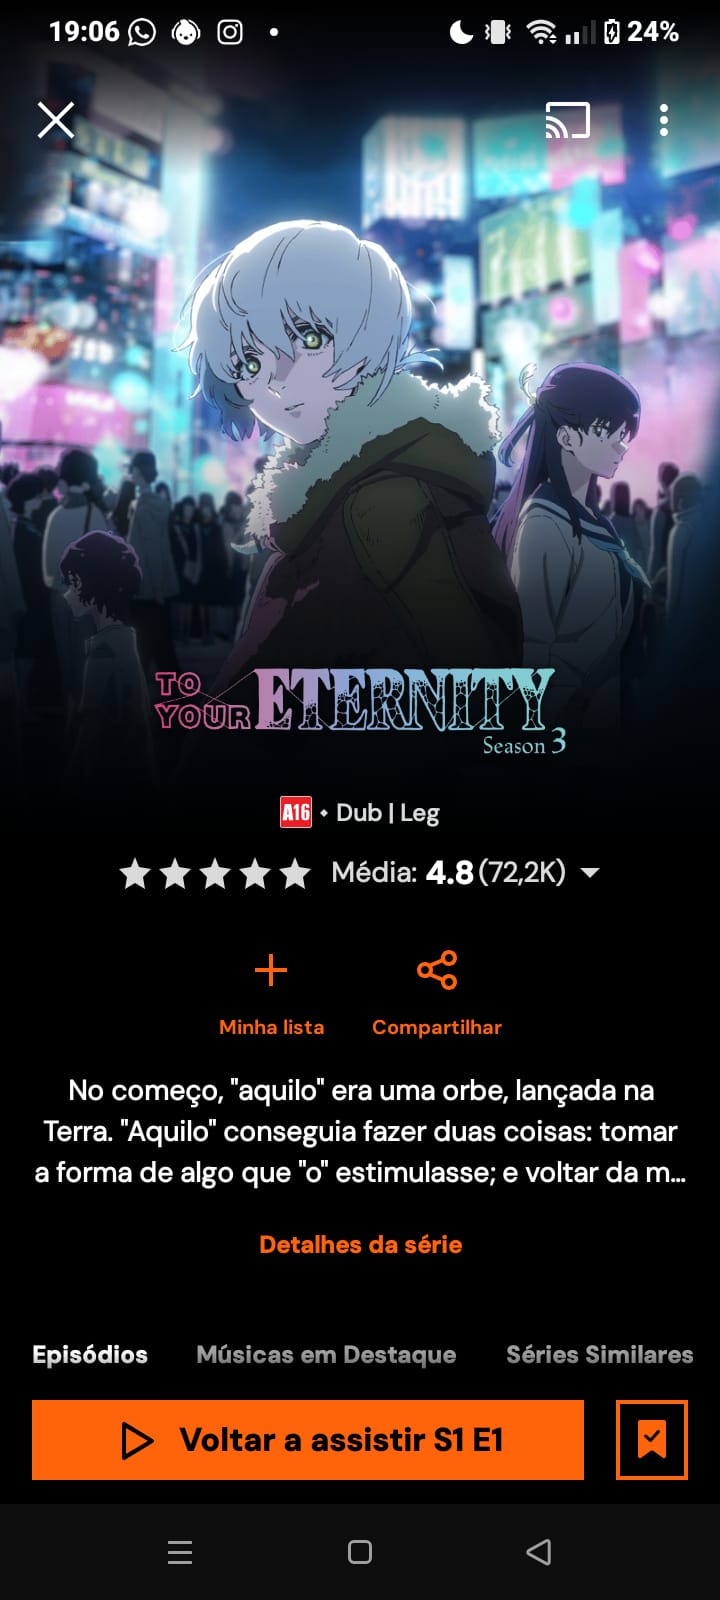 19:06
24%
TO
YOUR ETERNITY
Season 3
A16 • Dub | Leg
Média: 4.8 (72,2K)
Minha lista
Compartilhar
No começo, "aquilo" era uma orbe, lançada na
Terra. "Aquilo" conseguia fazer duas coisas: tomar
a forma de algo que "o" estimulasse; e voltar da m...
Detalhes da série
Episódios
Músicas em Destaque
Séries Similares
Voltar a assistir S1 E1